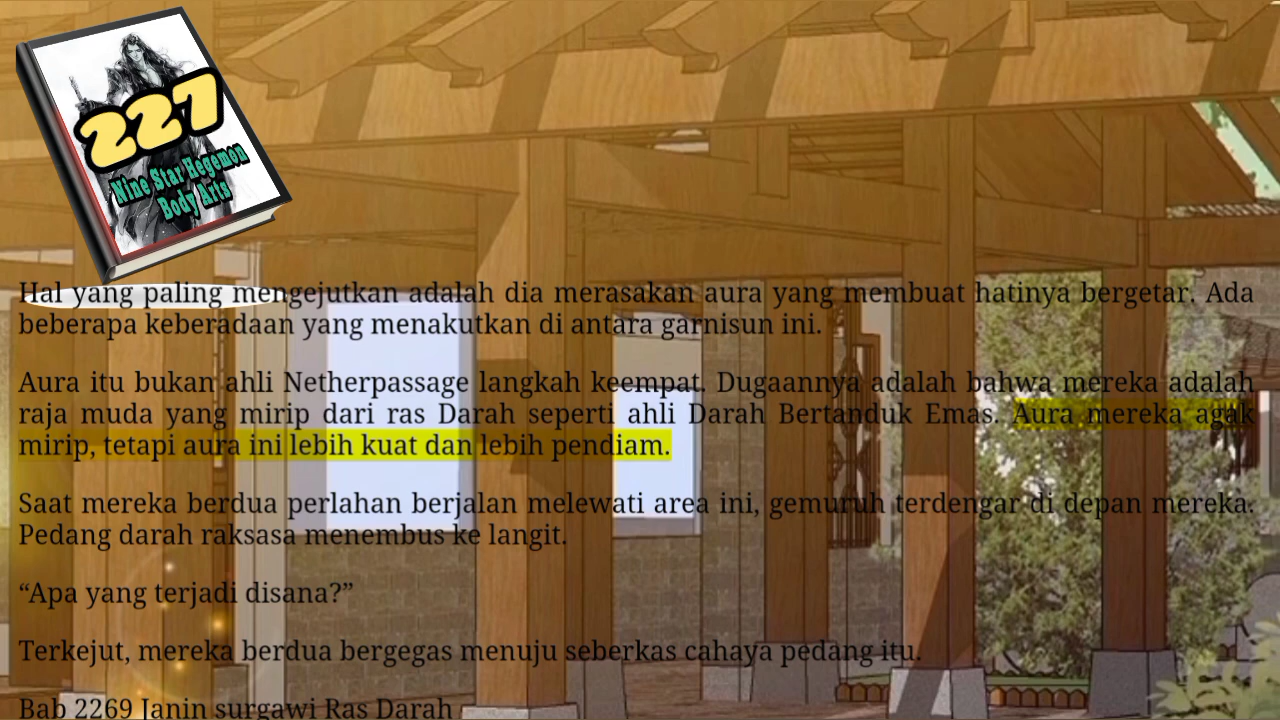 227
Nine Star Hegemon
Body Arts
Hal yang paling mengejutkan adalah dia merasakan aura yang membuat hatinya bergetar. Ada
beberapa keberadaan yang menakutkan di antara garnisun ini.
Aura itu bukan ahli Netherpassage langkah keempat. Dugaannya adalah bahwa mereka adalah
raja muda yang mirip dari ras Darah seperti ahli Darah Bertanduk Emas. Aura mereka agak
mirip, tetapi aura ini lebih kuat dan lebih pendiam.
Saat mereka berdua perlahan berjalan melewati area ini, gemuruh terdengar di depan mereka.
Pedang darah raksasa menembus ke langit.
“Apa yang terjadi disana?”
Terkejut, mereka berdua bergegas menuju seberkas cahaya pedang itu.
Bab 2269 Janin surgawi Ras Darah